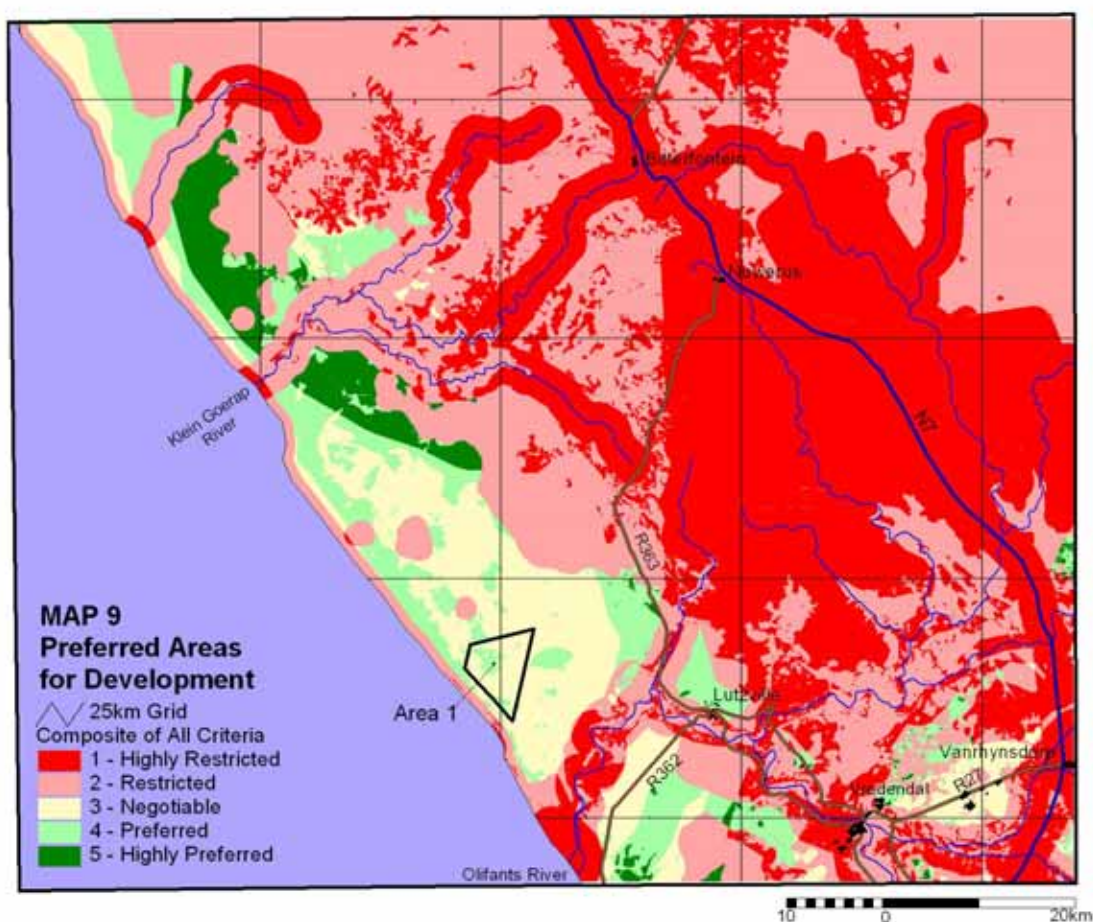 Bitterfontein
Nuwerus
N7
Klein Goerap
River
R363
MAP 9
Preferred Areas
for Development
25km Grid
Composite of All Criteria
1 - Highly Restricted
2 - Restricted
3 - Negotiable
4 - Preferred
5 - Highly Preferred
Area 1
Lutzville
R362
Vanrhynsdorp
R27
Vredendal
Olifants River
10 0 20km